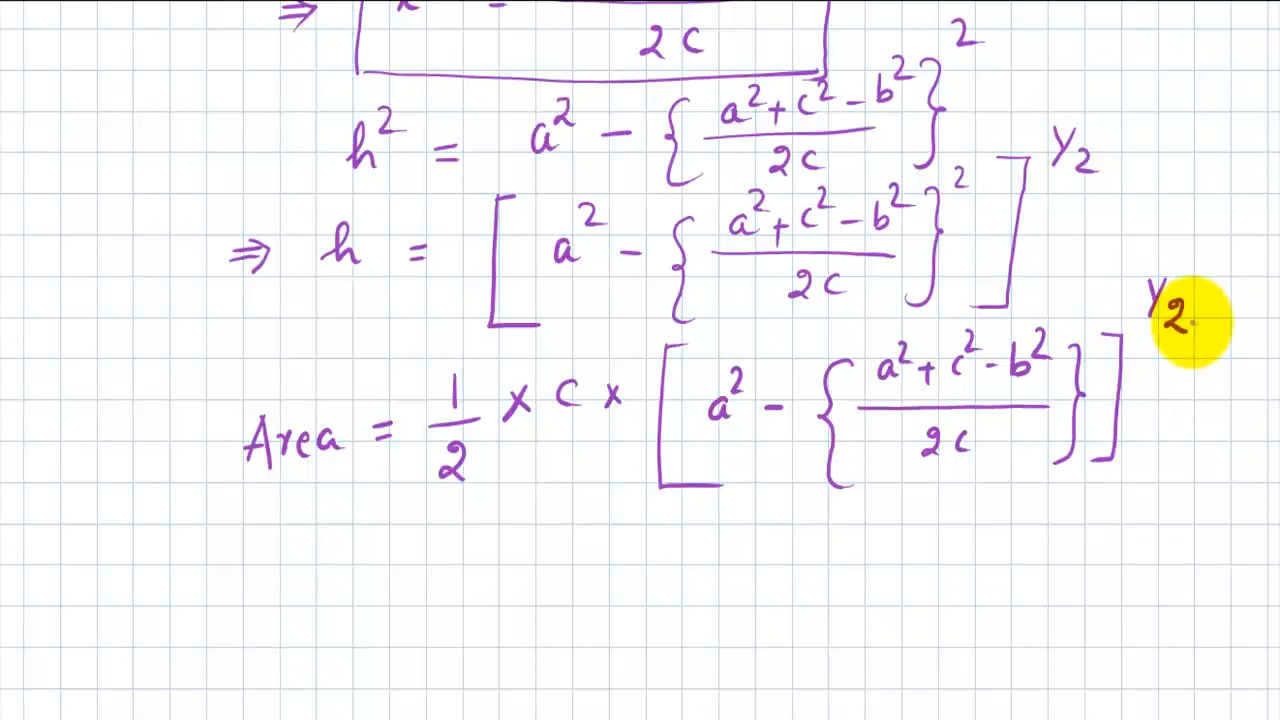 ⇒ x = 2c
h² = a² - { (a² + c² - b²) / 2c }²
⇒ h = [ a² - { (a² + c² - b²) / 2c }² ]^1/2
Area = 1/2 × c × [ a² - { (a² + c² - b²) / 2c } ]^1/2